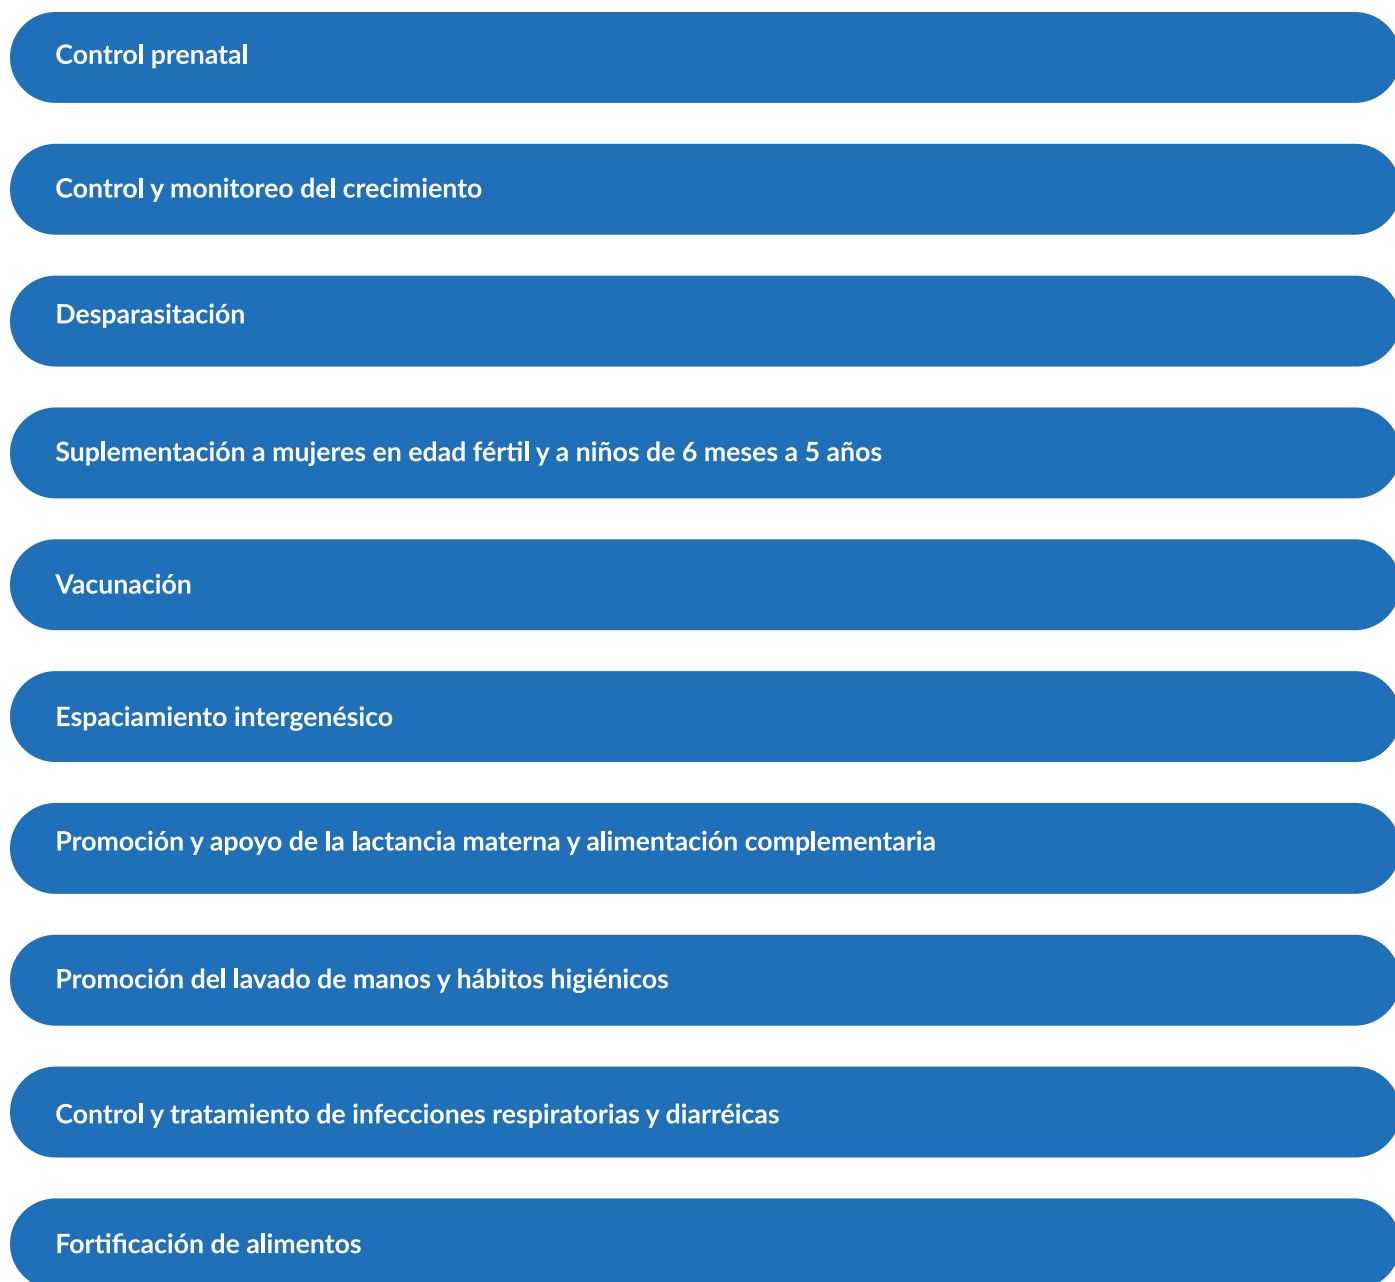 Control prenatal
Control y monitoreo del crecimiento
Desparasitación
Suplementación a mujeres en edad fértil y a niños de 6 meses a 5 años
Vacunación
Espaciamiento intergenésico
Promoción y apoyo de la lactancia materna y alimentación complementaria
Promoción del lavado de manos y hábitos higiénicos
Control y tratamiento de infecciones respiratorias y diarréicas
Fortificación de alimentos